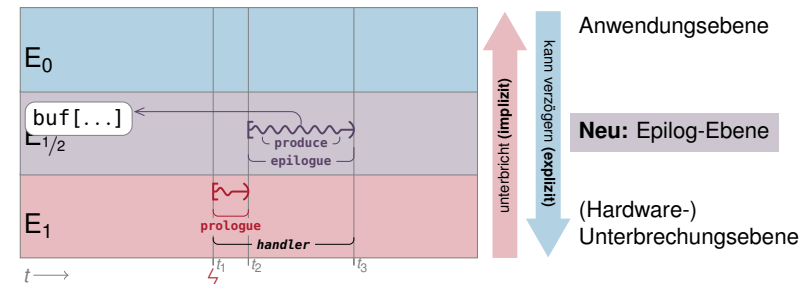 E0
buf[...]
E1/2
produce
epilogue
E1
prologue
handler
t
t1
t2
t3
unterbricht (implizit)
kann verzögern (explizit)
Anwendungsebene
Neu: Epilog-Ebene
(Hardware-)
Unterbrechungsebene